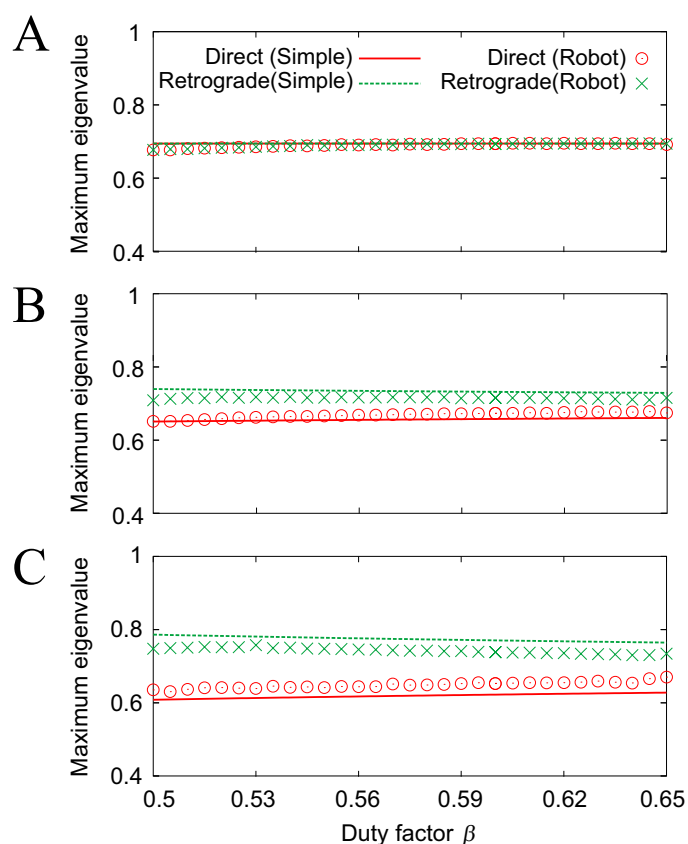 A
1
Direct (Simple) Direct (Robot)
Retrograde(Simple) Retrograde(Robot)
0.8
0.6
0.4
Maximum eigenvalue
B
1
0.8
0.6
0.4
Maximum eigenvalue
C
1
0.8
0.6
0.4
Maximum eigenvalue
0.5 0.53 0.56 0.59 0.62 0.65
Duty factor β